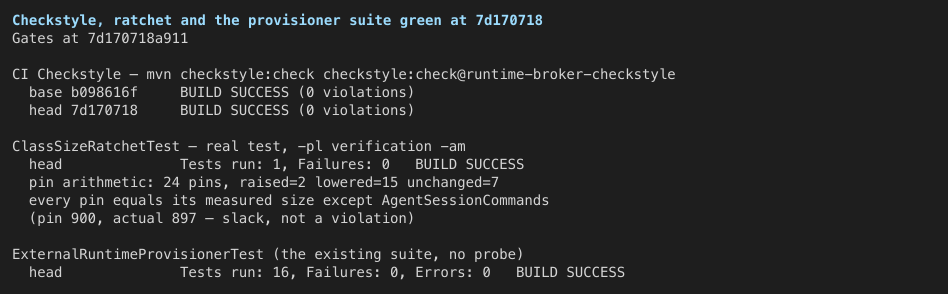 Checkstyle, ratchet and the provisioner suite green at 7d170718
Gates at 7d170718a911
CI Checkstyle — mvn checkstyle:check checkstyle:check@runtime-broker-checkstyle
base b098616f BUILD SUCCESS (0 violations)
head 7d170718 BUILD SUCCESS (0 violations)
ClassSizeRatchetTest — real test, -pl verification -am
head Tests run: 1, Failures: 0 BUILD SUCCESS
pin arithmetic: 24 pins, raised=2 lowered=15 unchanged=7
every pin equals its measured size except AgentSessionCommands
(pin 900, actual 897 — slack, not a violation)
ExternalRuntimeProvisionerTest (the existing suite, no probe)
head Tests run: 16, Failures: 0, Errors: 0 BUILD SUCCESS